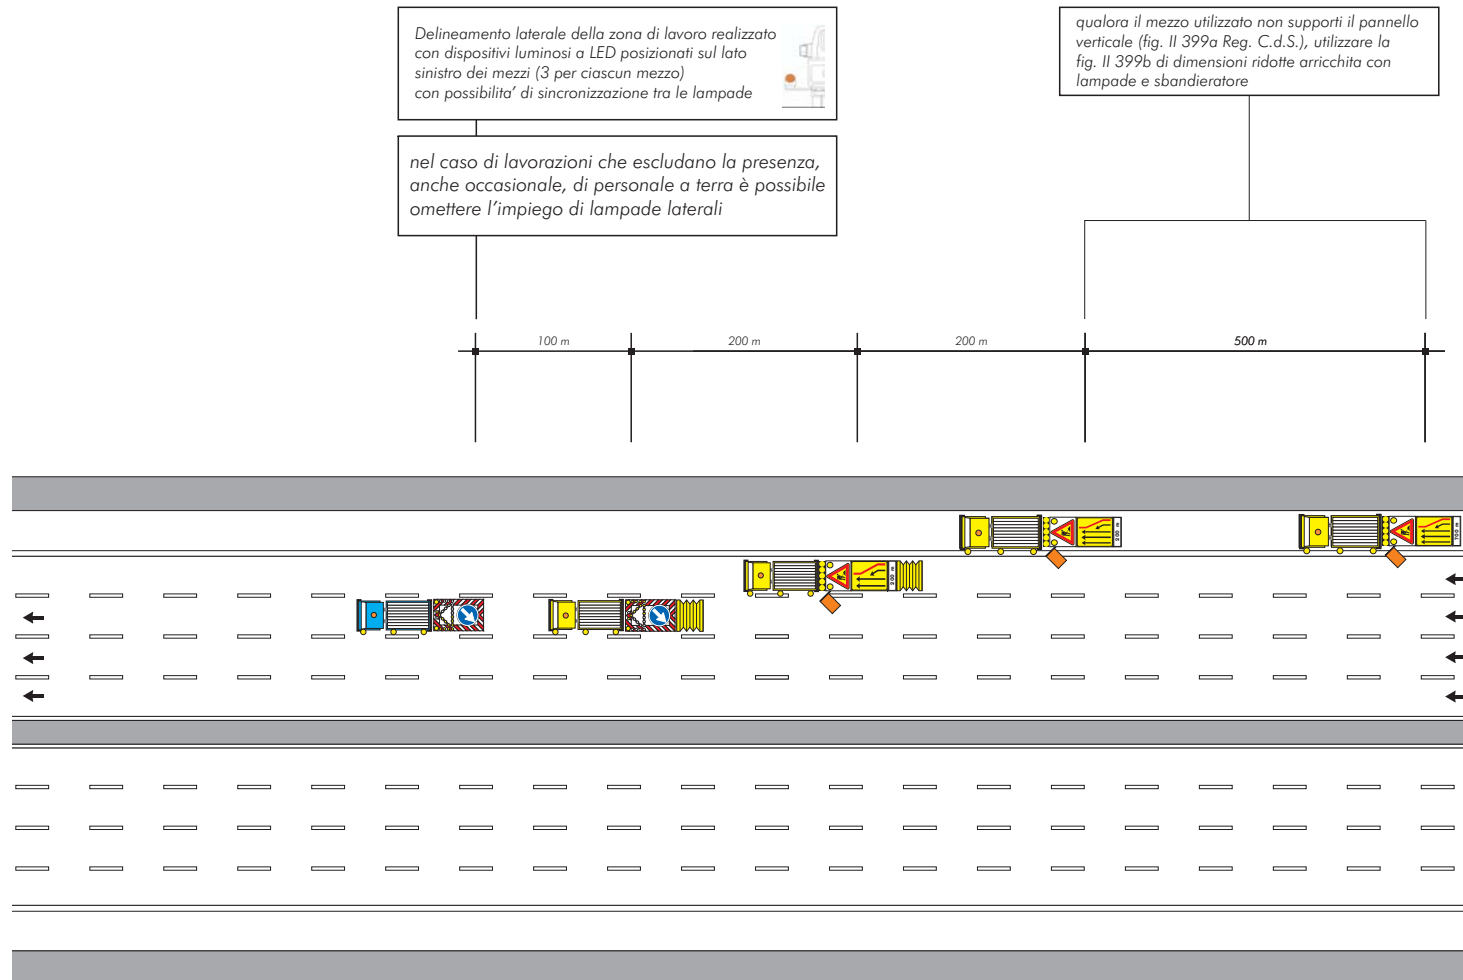 Delineamento laterale della zona di lavoro realizzato
con dispositivi luminosi a LED posizionati sul lato
sinistro dei mezzi (3 per ciascun mezzo)
con possibilita' di sincronizzazione tra le lampade
nel caso di lavorazioni che escludano la presenza,
anche occasionale, di personale a terra è possibile
omettere l'impiego di lampade laterali
qualora il mezzo utilizzato non supporti il pannello
verticale (fig. II 399a Reg. C.d.S.), utilizzare la
fig. II 399b di dimensioni ridotte arricchita con
lampade e sbandieratore
100 m
200 m
200 m
500 m
200 m
700 m
200 m